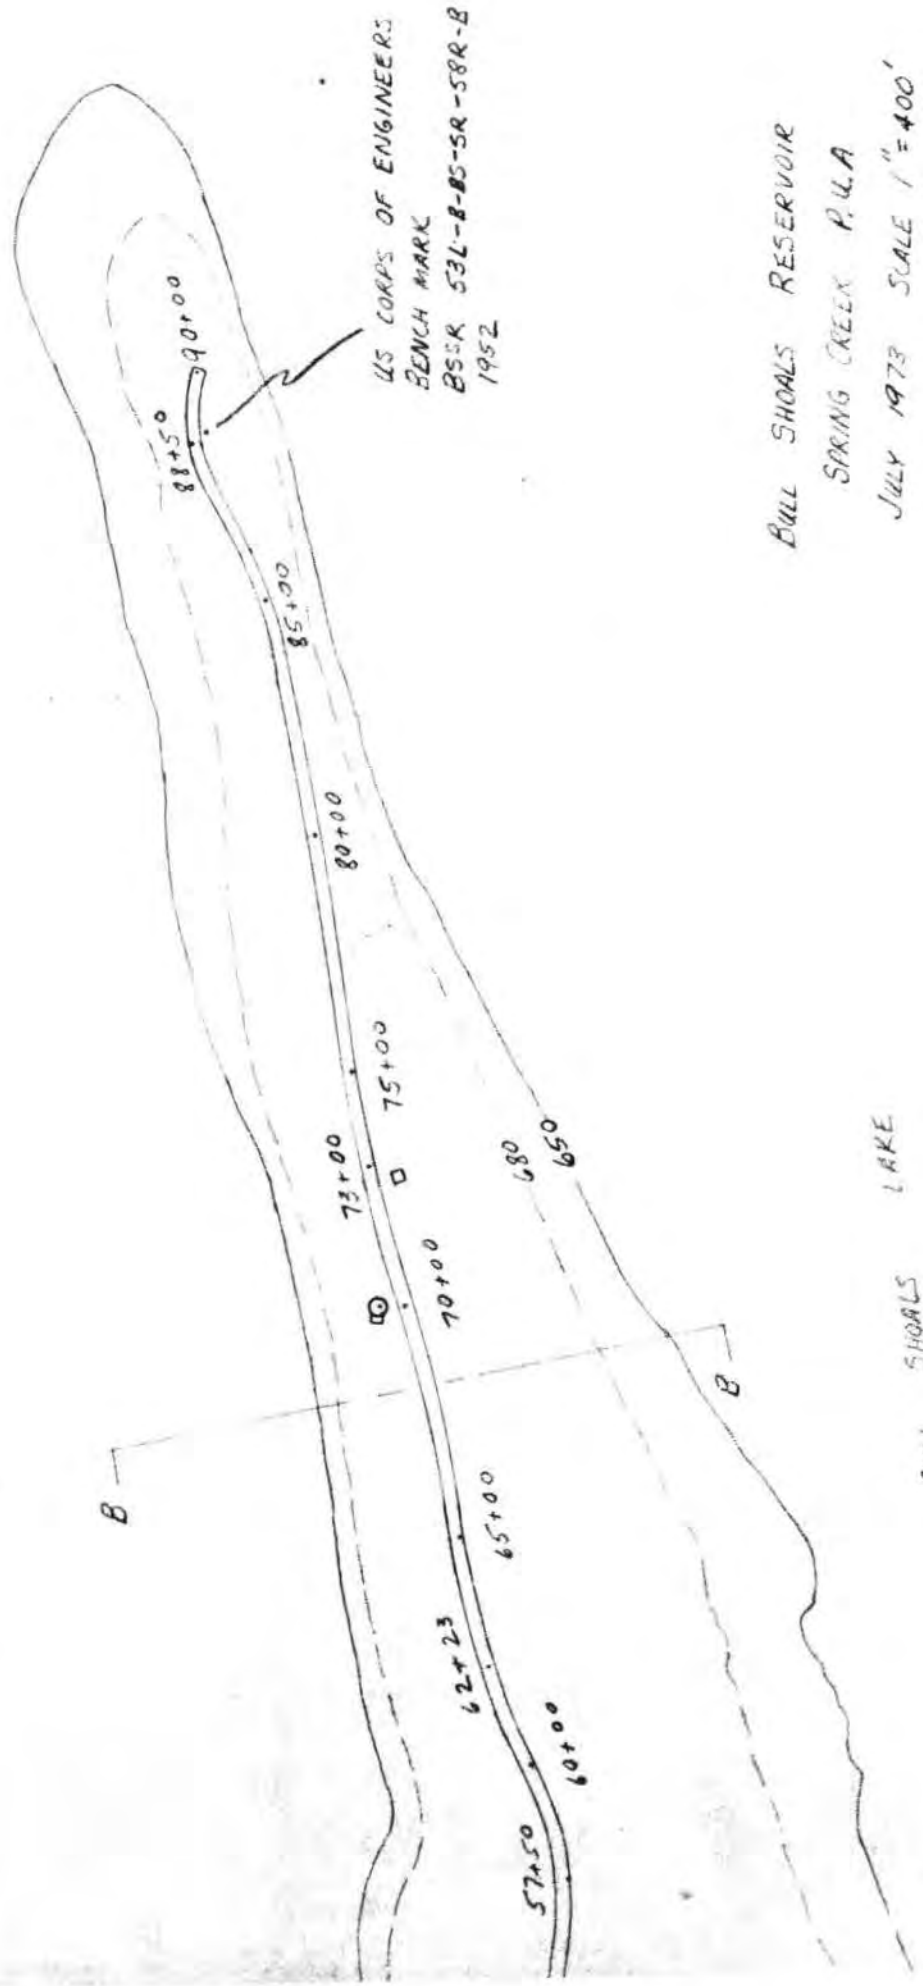 US CORPS OF ENGINEERS
BENCH MARK
BSSR 53L-B-BS-SR-58R-B
1952
90+00
88+50
85+00
80+00
75+00
73+00
70+00
65+00
62+23
60+00
57+50
680
650
B
B
BULL SHOALS RESERVOIR
SPRING CREEK P.U.A
JULY 1973 SCALE 1"=400'
SHOALS LAKE